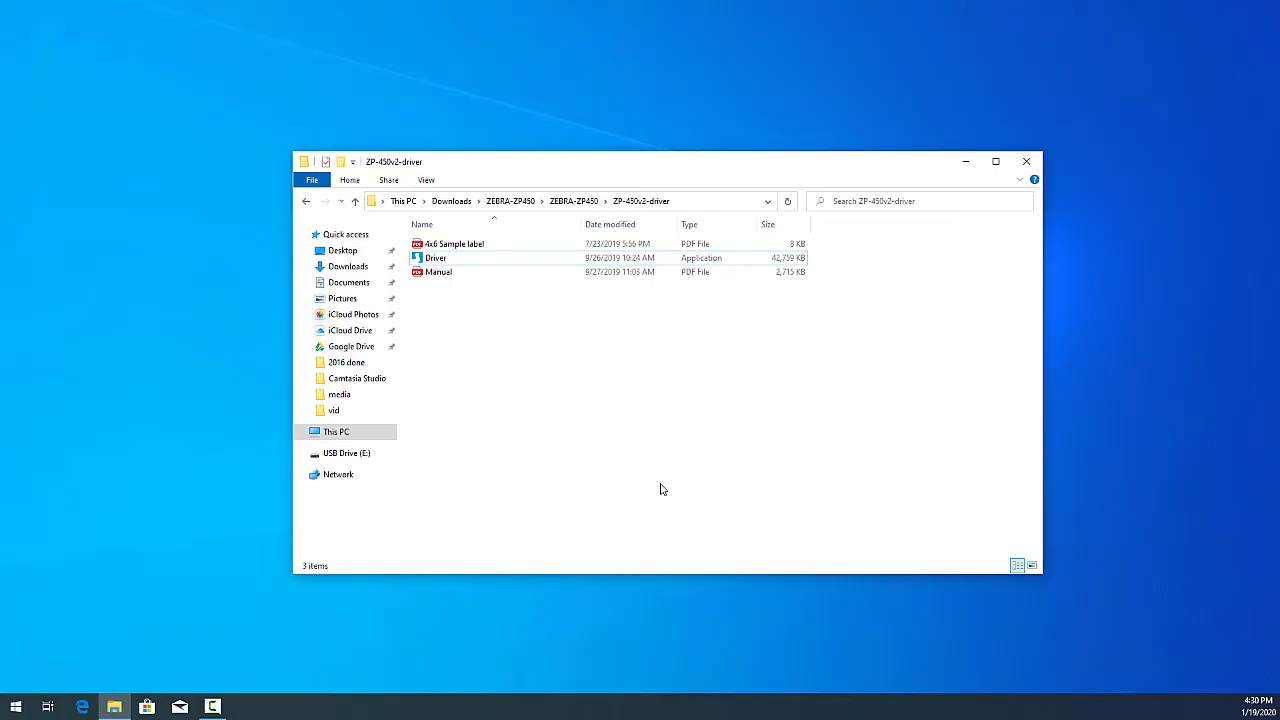 ZP-450v2-driver
File Home Share View
This PC Downloads ZEBRA-ZP450 ZEBRA-ZP450 ZP-450v2-driver Search ZP-450v2-driver
Name Date modified Type Size
Quick access
Desktop
Downloads
Documents
Pictures
iCloud Photos
iCloud Drive
Google Drive
2016 done
Camtasia Studio
media
vid
This PC
USB Drive (E:)
Network
4x6 Sample label 7/23/2019 5:56 PM PDF File 8 KB
Driver 9/26/2019 10:24 AM Application 42,759 KB
Manual 9/27/2019 11:03 AM PDF File 2,715 KB
3 items
4:30 PM
1/19/2020